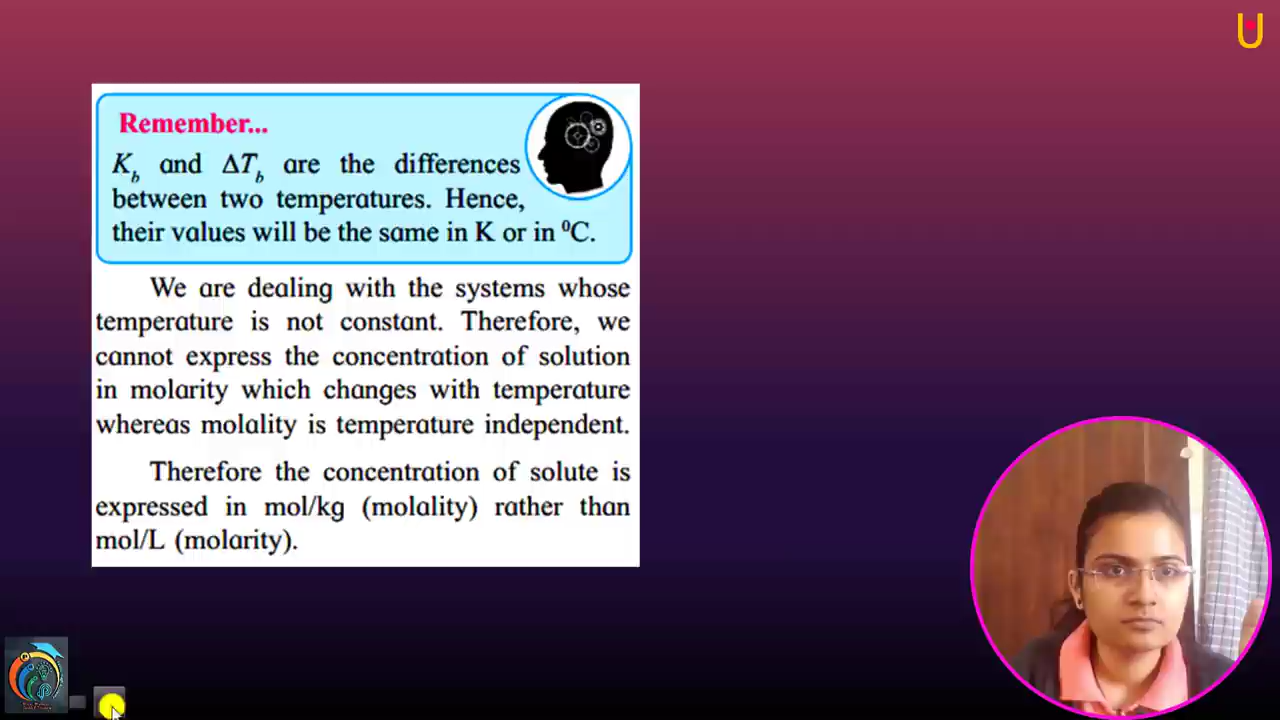 U
Remember...
K_b and ΔT_b are the differences
between two temperatures. Hence,
their values will be the same in K or in ⁰C.
We are dealing with the systems whose
temperature is not constant. Therefore, we
cannot express the concentration of solution
in molarity which changes with temperature
whereas molality is temperature independent.
Therefore the concentration of solute is
expressed in mol/kg (molality) rather than
mol/L (molarity).